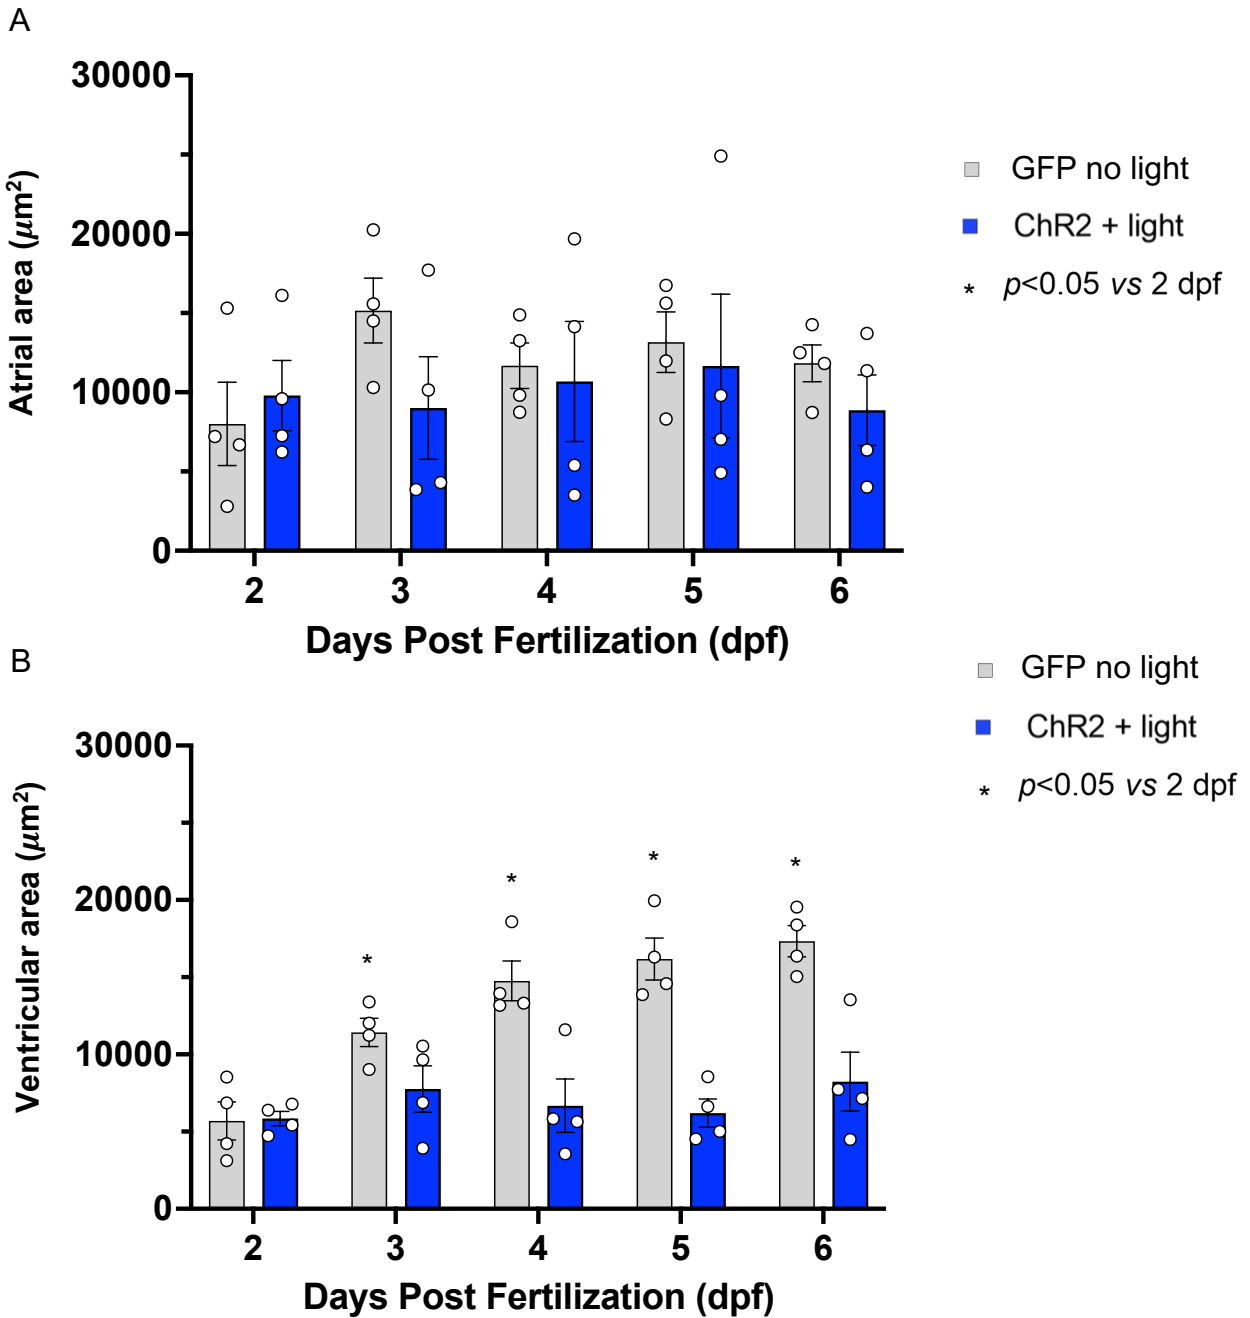 A
30000
20000
10000
0
Atrial area (μm²)
2 3 4 5 6
Days Post Fertilization (dpf)
GFP no light
ChR2 + light
* p<0.05 vs 2 dpf
B
30000
20000
10000
0
Ventricular area (μm²)
* * * *
2 3 4 5 6
Days Post Fertilization (dpf)
GFP no light
ChR2 + light
* p<0.05 vs 2 dpf